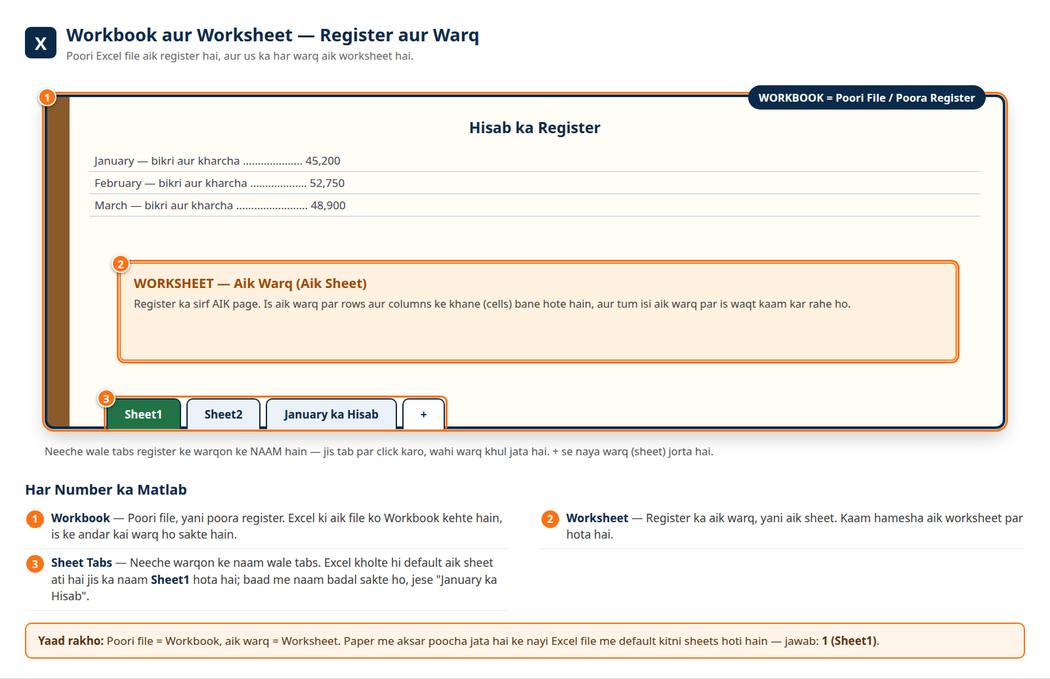 X
Workbook aur Worksheet — Register aur Warq
Poori Excel file aik register hai, aur us ka har warq aik worksheet hai.
1
WORKBOOK = Poori File / Poora Register
Hisab ka Register
January — bikri aur kharcha .................... 45,200
February — bikri aur kharcha ................... 52,750
March — bikri aur kharcha ........................ 48,900
2
WORKSHEET — Aik Warq (Aik Sheet)
Register ka sirf AIK page. Is aik warq par rows aur columns ke khane (cells) bane hote hain, aur tum isi aik warq par is waqt kaam kar rahe ho.
3
Sheet1 Sheet2 January ka Hisab +
Neeche wale tabs register ke warqon ke NAAM hain — jis tab par click karo, wahi warq khul jata hai. + se naya warq (sheet) jorta hai.
Har Number ka Matlab
1 Workbook — Poori file, yani poora register. Excel ki aik file ko Workbook kehte hain,
is ke andar kai warq ho sakte hain.
2 Worksheet — Register ka aik warq, yani aik sheet. Kaam hamesha aik worksheet par
hota hai.
3 Sheet Tabs — Neeche warqon ke naam wale tabs. Excel kholte hi default aik sheet
ati hai jis ka naam Sheet1 hota hai; baad me naam badal sakte ho, jese "January ka
Hisab".
Yaad rakho: Poori file = Workbook, aik warq = Worksheet. Paper me aksar poocha jata hai ke nayi Excel file me default kitni sheets hoti hain — jawab: 1 (Sheet1).